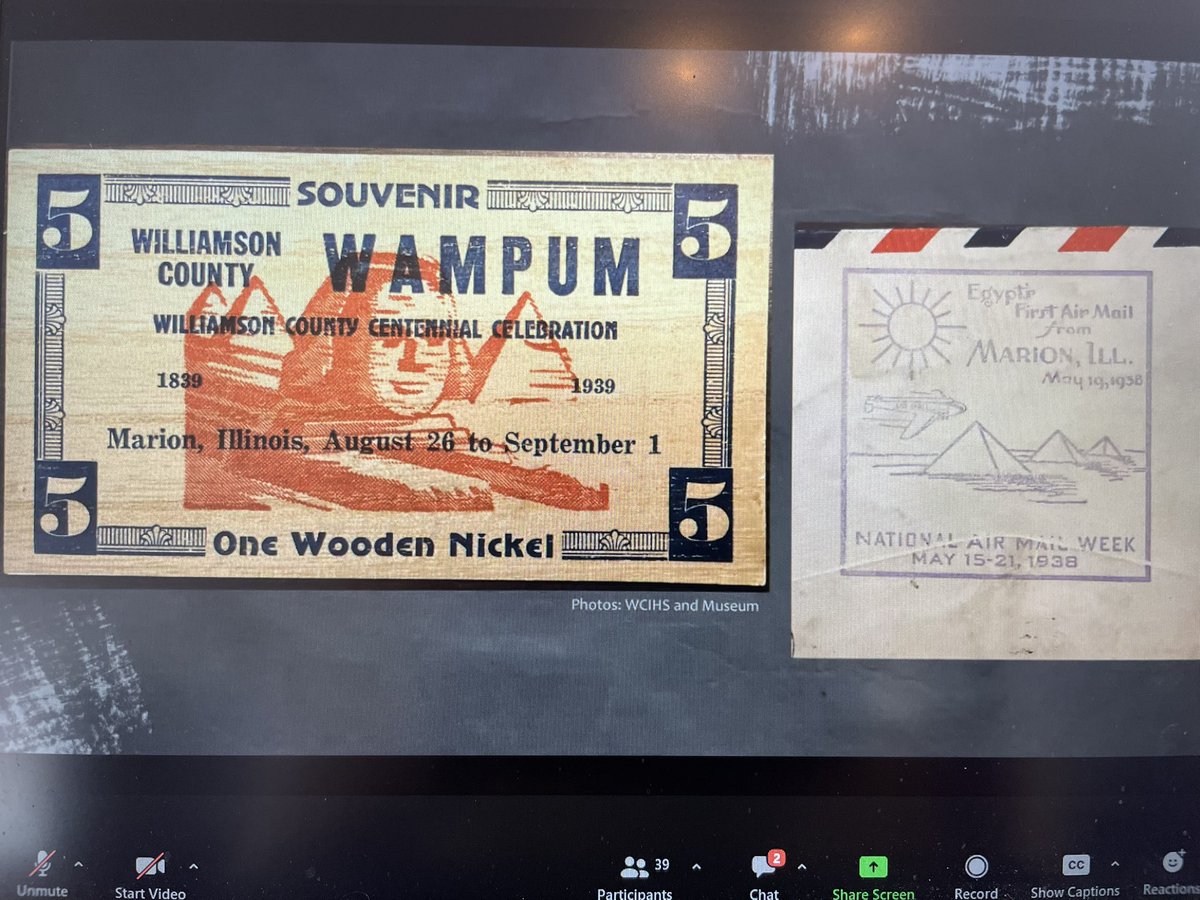 5 SOUVENIR 5
WILLIAMSON
COUNTY
WAMPUM
WILLIAMSON COUNTY CENTENNIAL CELEBRATION
1839 1939
Marion, Illinois, August 26 to September 1
5 One Wooden Nickel 5
Photos: WCIHS and Museum
Egypt's
First Air Mail
from
MARION, ILL.
May 19, 1938
NATIONAL AIR MAIL WEEK
MAY 15-21, 1938
Unmute
Start Video
39
Participants
2
Chat
Share Screen
Record
CC
Show Captions
Reactions